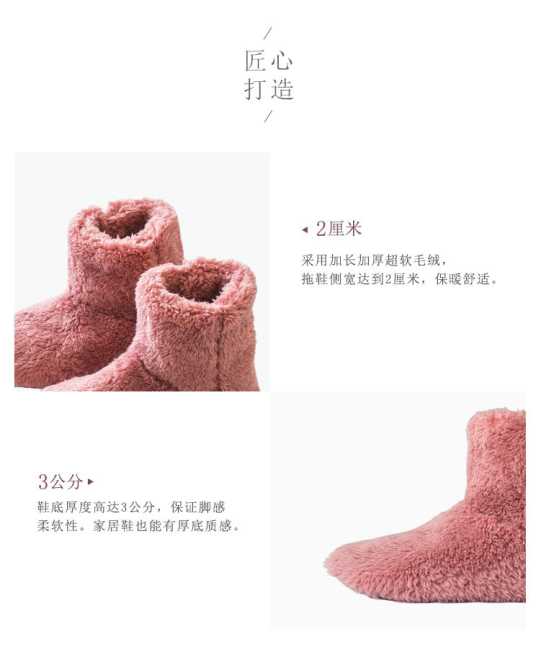 匠心
打造
2厘米
采用加长加厚超软毛绒，
拖鞋侧宽达到2厘米，保暖舒适。
3公分
鞋底厚度高达3公分，保证脚感
柔软性。家居鞋也能有厚底质感。